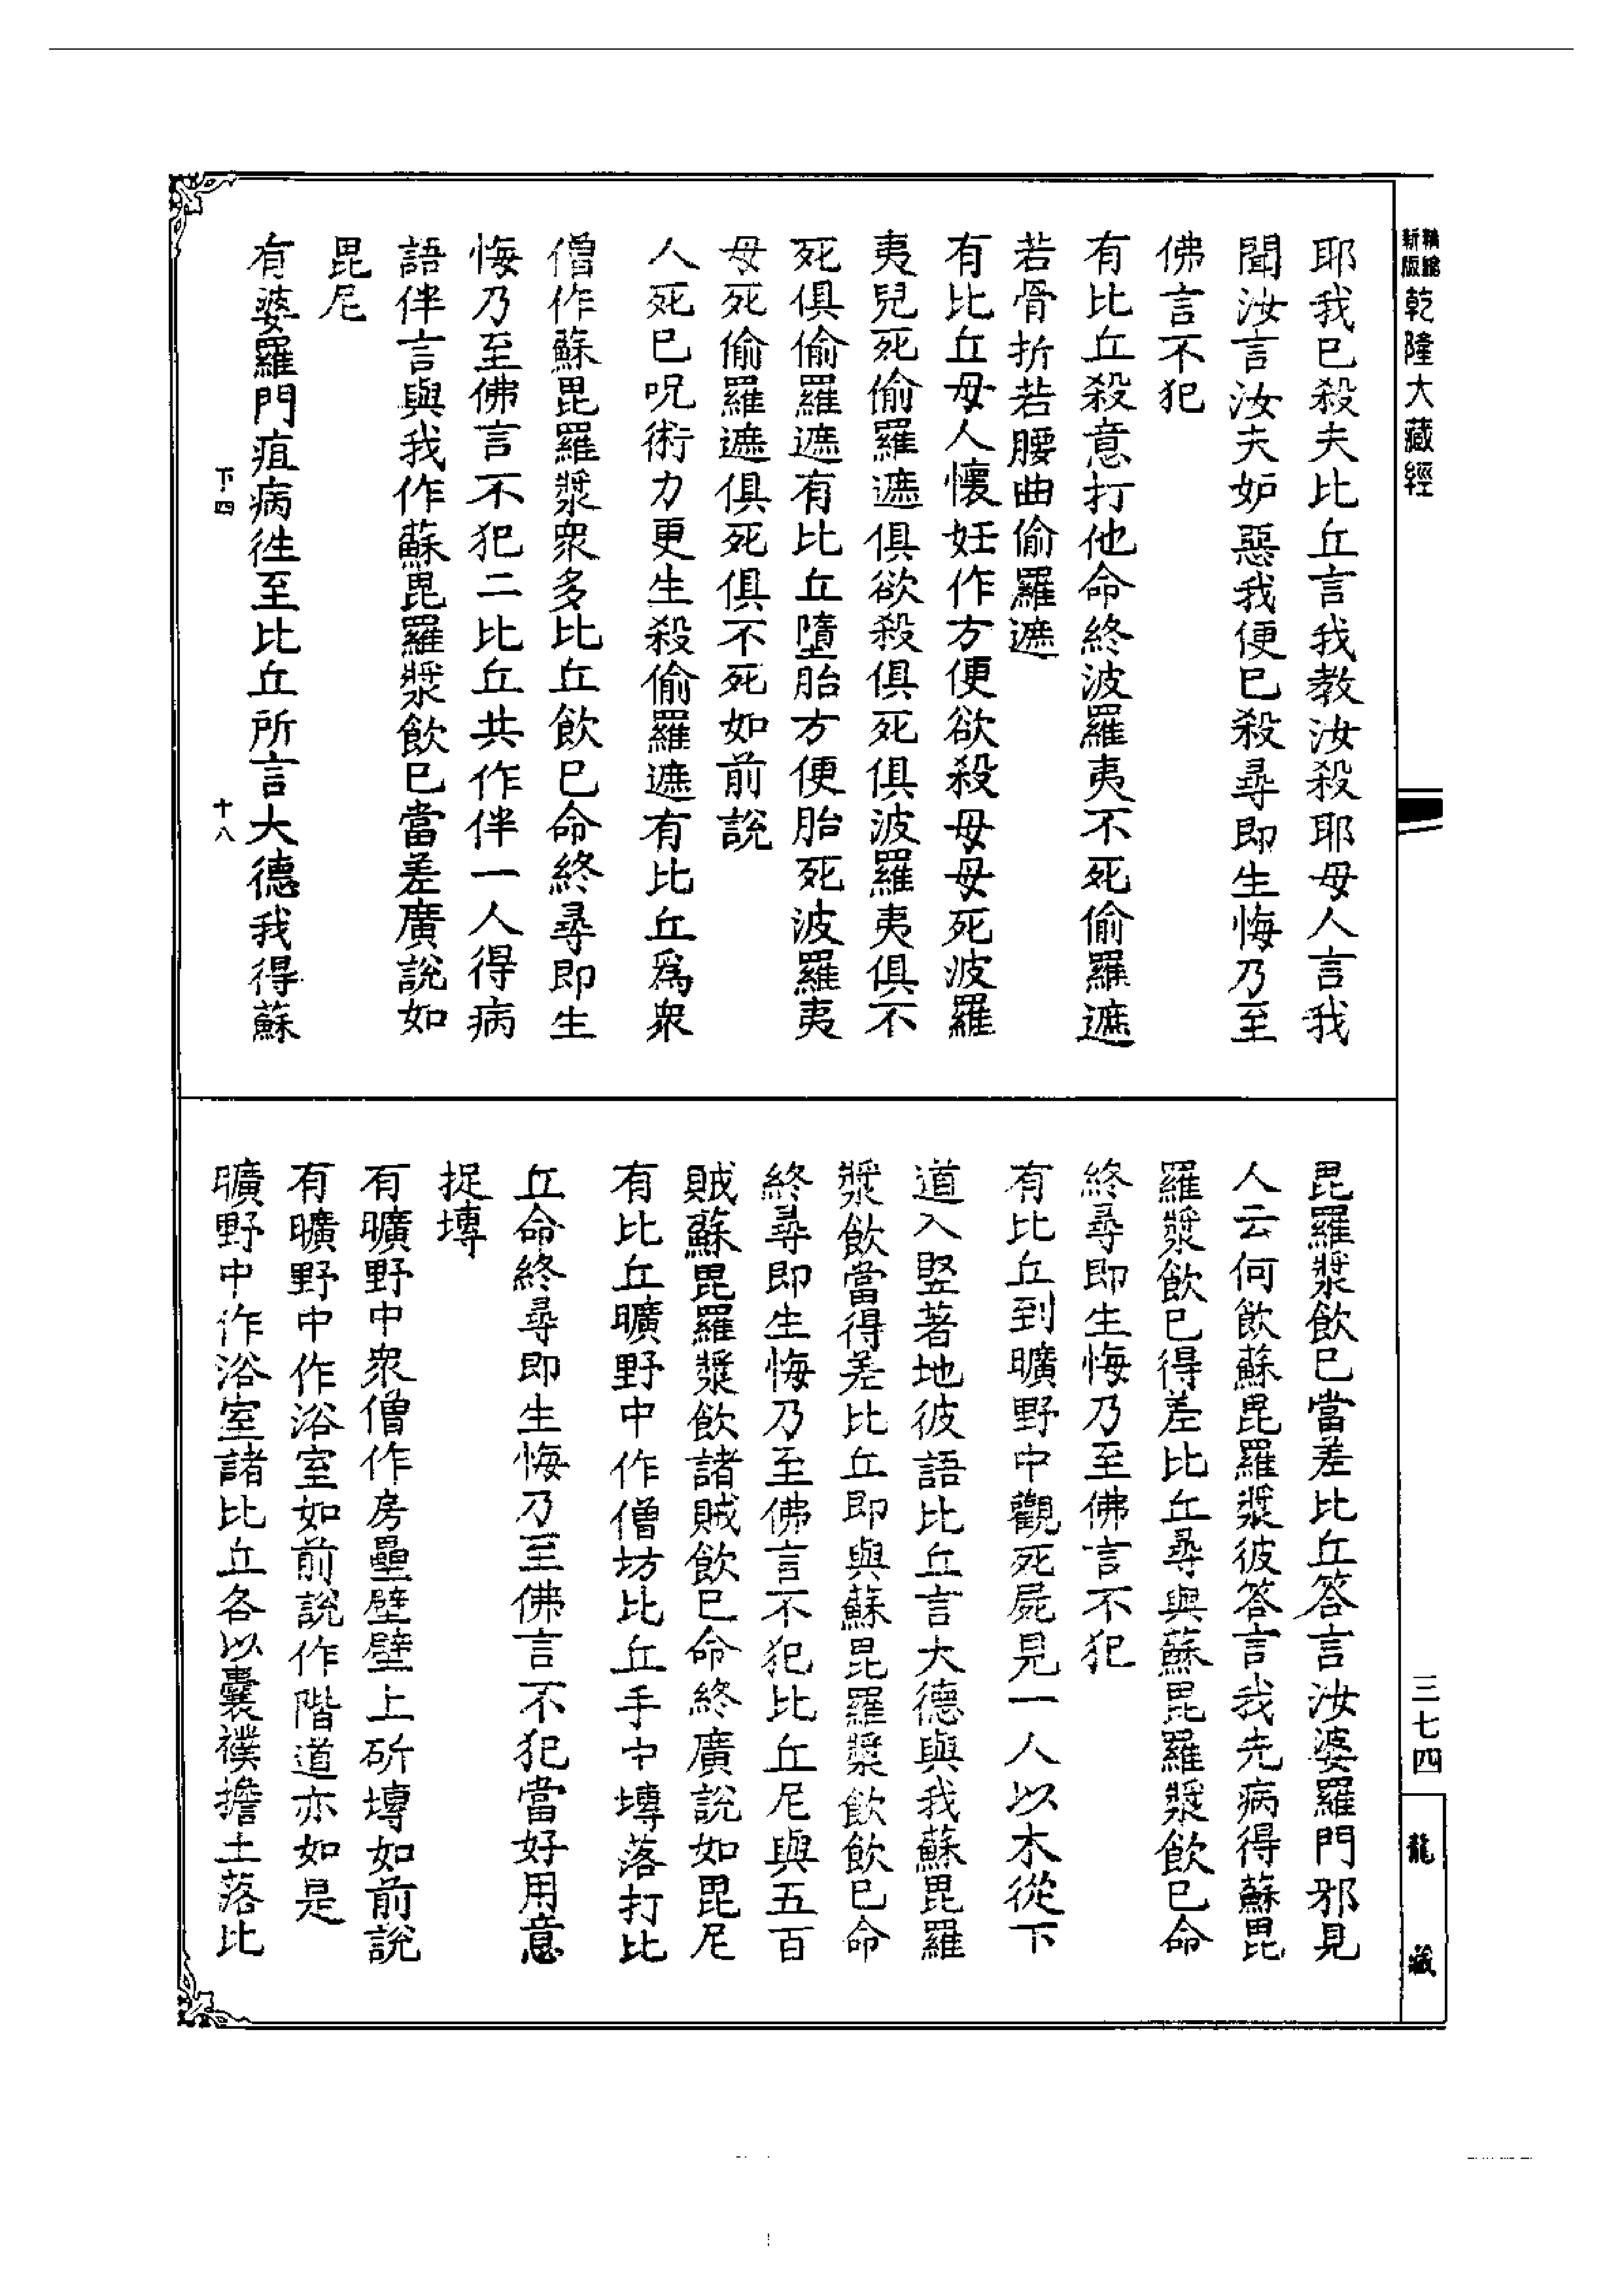 乾隆大藏經
耶我已殺夫比丘言我教汝殺耶母人言我
聞汝言汝夫妒惡我便已殺尋即生悔乃至
佛言不犯
有比丘殺意打他命終波羅夷不死偷羅遮
若骨折若腰曲偷羅遮
有比丘母人懷妊作方便欲殺母母死波羅
夷兒死偷羅遮俱欲殺俱死俱波羅夷俱不
死俱偷羅遮有比丘墮胎方便胎死波羅夷
母死偷羅遮俱死俱不死如前說
人死已呪術力更生殺偷羅遮有比丘為衆
僧作蘇毘羅漿衆多比丘飲已命終尋即生
悔乃至佛言不犯二比丘共作伴一人得病
語伴言與我作蘇毘羅漿飲已當差廣說如
毘尼
有婆羅門疽病徃至比丘所言大德我得蘇
下四
十八
毘羅漿飲已當差比丘答言汝婆羅門邪見
人云何飲蘇毘羅漿彼答言我先病得蘇毘
羅漿飲已得差比丘尋與蘇毘羅漿飲已命
終尋即生悔乃至佛言不犯
有比丘到曠野中觀死屍見一人以木從下
道入竪著地彼語比丘言大德與我蘇毘羅
漿飲當得差比丘即與蘇毘羅漿飲飲已命
終尋即生悔乃至佛言不犯比丘尼與五百
賊蘇毘羅漿飲諸賊飲已命終廣說如毘尼
有比丘曠野中作僧坊比丘手中塼落打比
丘命終尋即生悔乃至佛言不犯當好用意
捉塼
有曠野中衆僧作房壘壁壁上斫塼如前說
有曠野中作浴室如前說作階道亦如是
曠野中作浴室諸比丘各以囊襆擔土落比
三七四
龍藏